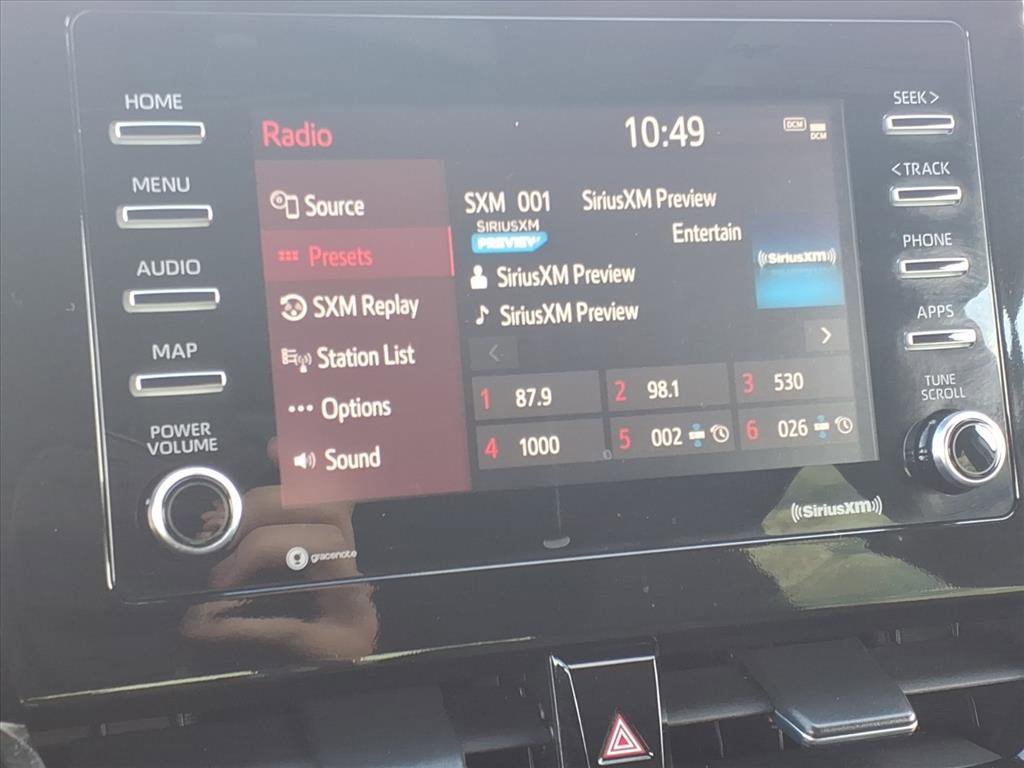 HOME
MENU
AUDIO
MAP
POWER
VOLUME
Radio
10:49
DCM
DCM
Source
Presets
SXM Replay
Station List
Options
Sound
SXM 001 SiriusXM Preview
SIRIUSXM
PREVIEW
Entertain
SiriusXM Preview
SiriusXM Preview
SiriusXM
1 87.9
2 98.1
3 530
4 1000
5 002
6 026
SEEK >
< TRACK
PHONE
APPS
TUNE
SCROLL
gracenote
SiriusXM